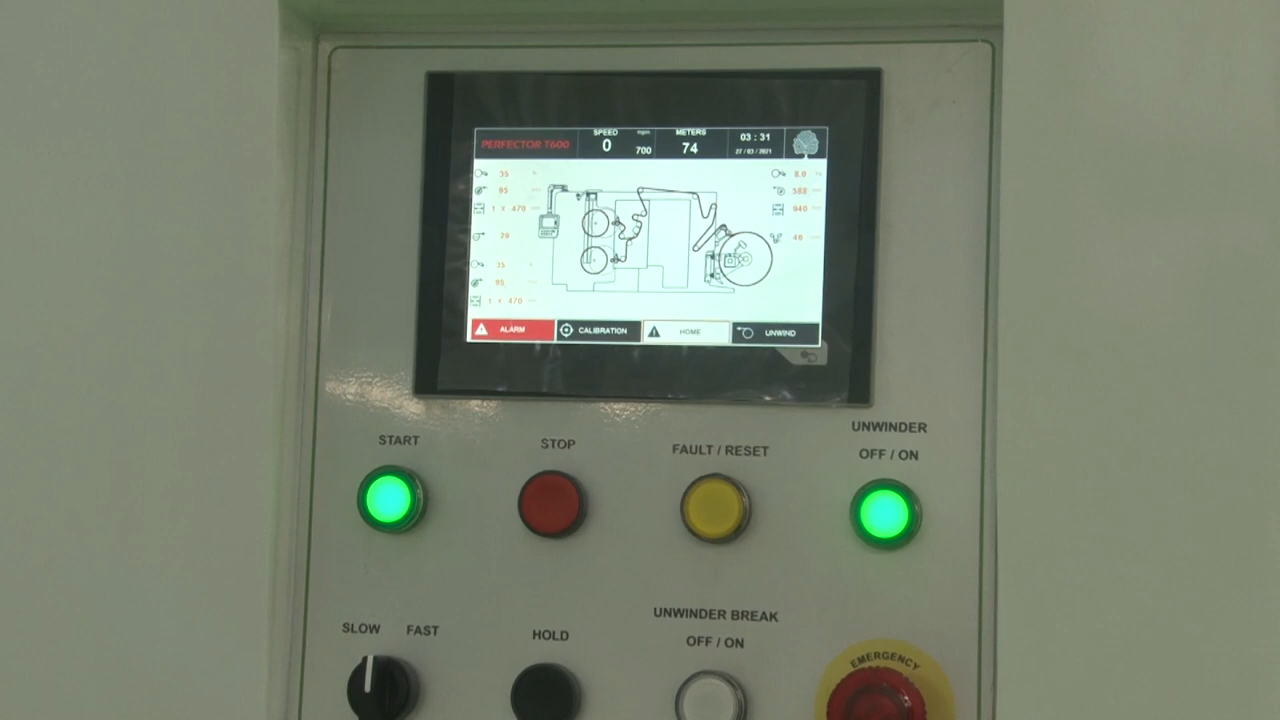 PERFECTOR T600
SPEED
0
mpm
700
METERS
74
03 : 31
27 / 03 / 2021
35
95
1 X 470
20
35
95
1 X 470
8.0
588
940
40
ALARM
CALIBRATION
HOME
UNWIND
START
STOP
FAULT / RESET
UNWINDER
OFF / ON
SLOW
FAST
HOLD
UNWINDER BREAK
OFF / ON
EMERGENCY